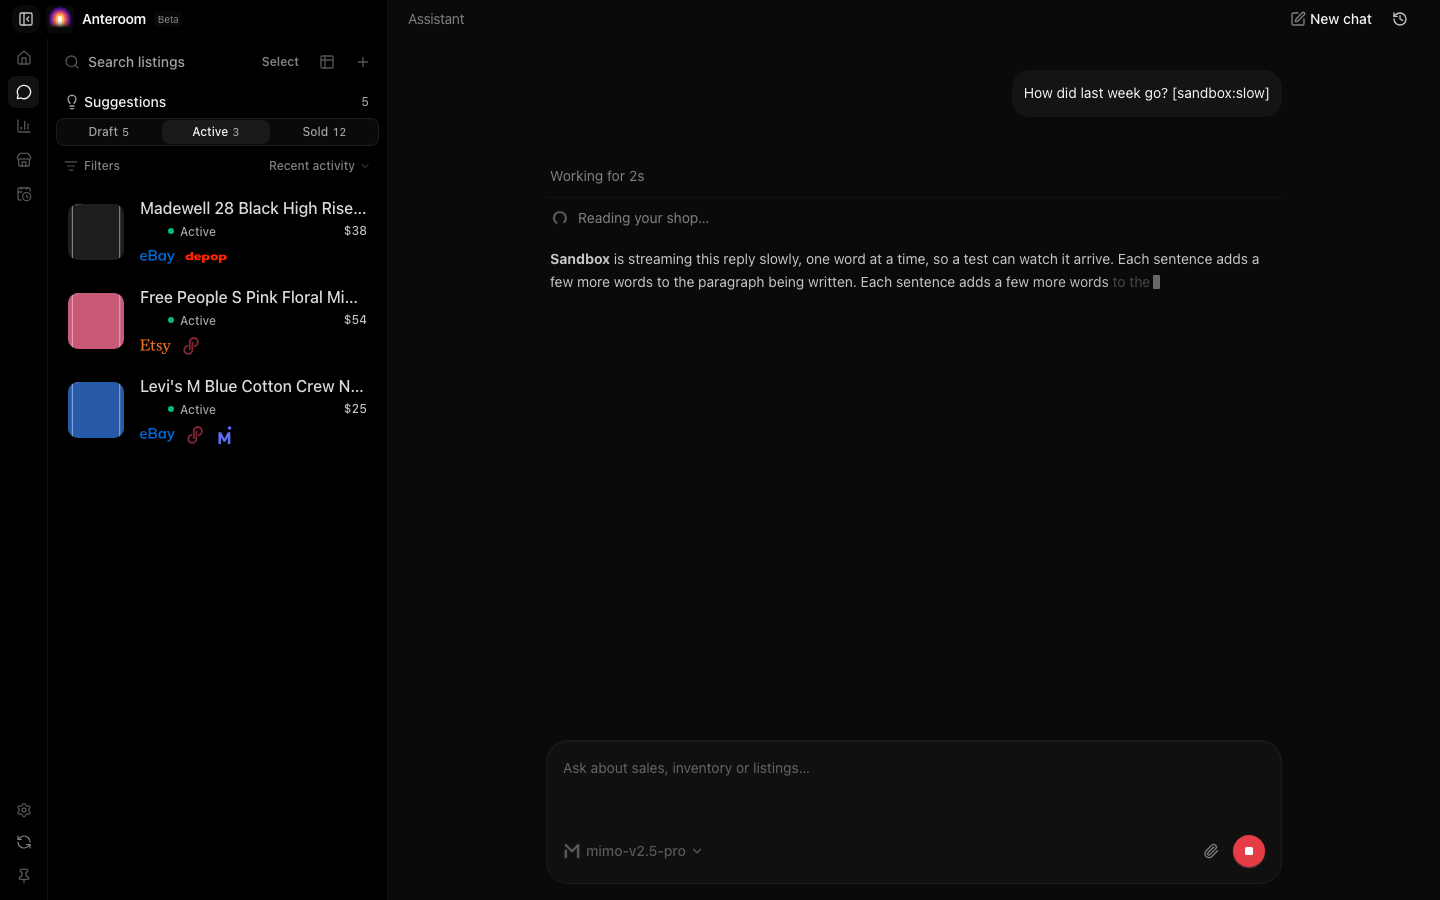 Anteroom Beta
Assistant
New chat
Search listings
Select
Suggestions 5
Draft 5
Active 3
Sold 12
Filters
Recent activity
Madewell 28 Black High Rise...
Active
$38
eBay depop
Free People S Pink Floral Mi...
Active
$54
Etsy
Levi's M Blue Cotton Crew N...
Active
$25
eBay
How did last week go? [sandbox:slow]
Working for 2s
Reading your shop...
Sandbox is streaming this reply slowly, one word at a time, so a test can watch it arrive. Each sentence adds a
few more words to the paragraph being written. Each sentence adds a few more words to the
Ask about sales, inventory or listings...
mimo-v2.5-pro